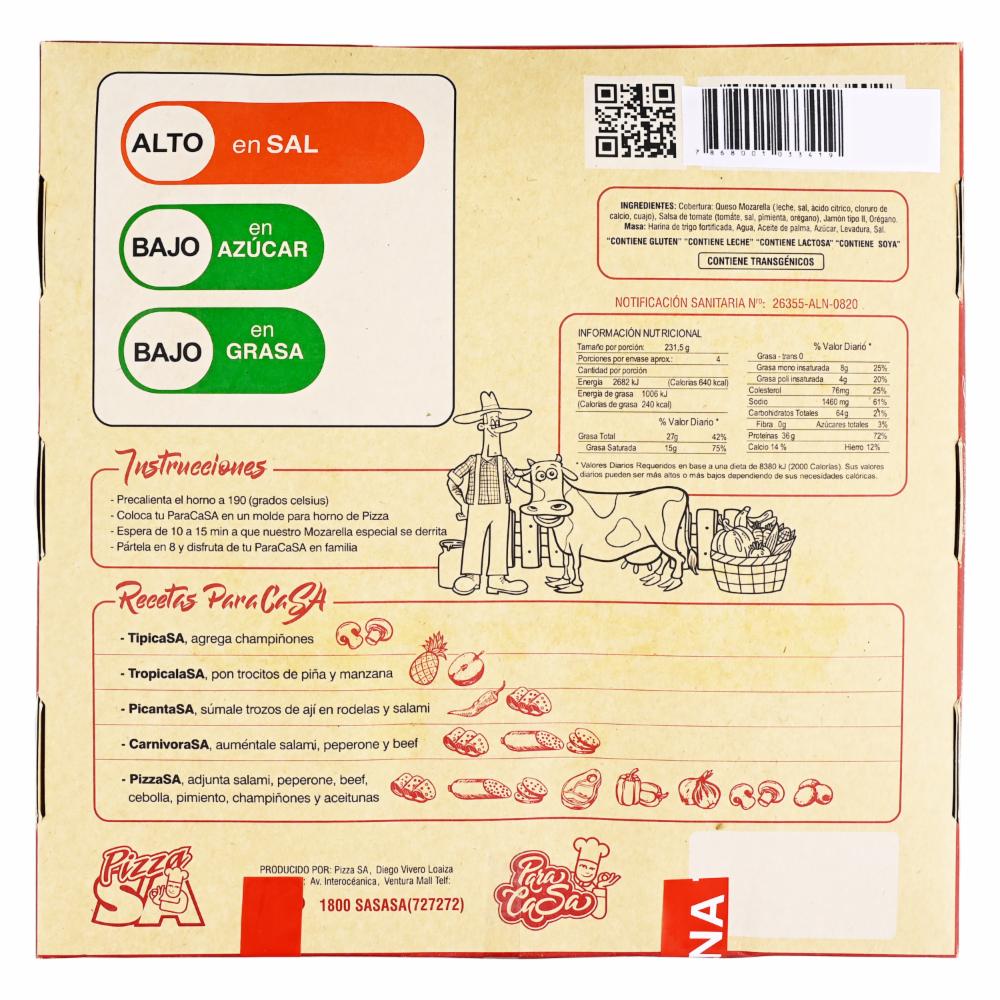 ALTO en SAL
BAJO en AZÚCAR
BAJO en GRASA
7 868001 033419
INGREDIENTES: Cobertura: Queso Mozarella (leche, sal, ácido cítrico, cloruro de
calcio, cuajo), Salsa de tomate (tomáte, sal, pimienta, orégano), Jamón tipo II, Orégano.
Masa: Harina de trigo fortificada, Agua, Aceite de palma, Azúcar, Levadura, Sal.
"CONTIENE GLUTEN" "CONTIENE LECHE" "CONTIENE LACTOSA" "CONTIENE SOYA"
CONTIENE TRANSGÉNICOS
NOTIFICACIÓN SANITARIA Nro: 26355-ALN-0820
INFORMACIÓN NUTRICIONAL
Tamaño por porción: 231,5 g
Porciones por envase aprox.: 4
Cantidad por porción
Energía 2682 kJ (Calorías 640 kcal)
Energía de grasa 1006 kJ
(Calorías de grasa 240 kcal)
% Valor Diario *
Grasa Total 27g 42%
Grasa Saturada 15g 75%
% Valor Diario *
Grasa - trans 0
Grasa mono insaturada 8g 25%
Grasa poli insaturada 4g 20%
Colesterol 76mg 25%
Sodio 1460 mg 61%
Carbohidratos Totales 64g 21%
Fibra 0g Azúcares totales 3%
Proteínas 36 g 72%
Calcio 14 % Hierro 12%
* Valores Diarios Requeridos en base a una dieta de 8380 kJ (2000 Calorías). Sus valores
diarios pueden ser más altos o más bajos dependiendo de sus necesidades calóricas.
Instrucciones
- Precalienta el horno a 190 (grados celsius)
- Coloca tu ParaCaSA en un molde para horno de Pizza
- Espera de 10 a 15 min a que nuestro Mozarella especial se derrita
- Pártela en 8 y disfruta de tu ParaCaSA en familia
Recetas ParaCaSA
- TipicaSA, agrega champiñones
- TropicalaSA, pon trocitos de piña y manzana
- PicantaSA, súmale trozos de ají en rodelas y salami
- CarnivoraSA, auméntale salami, peperone y beef
- PizzaSA, adjunta salami, peperone, beef,
cebolla, pimiento, champiñones y aceitunas
Pizza
SA
PRODUCIDO POR: Pizza SA, Diego Vivero Loaiza
: Av. Interocéanica, Ventura Mall Telf:
1800 SASASA(727272)
Para
CaSa
NA